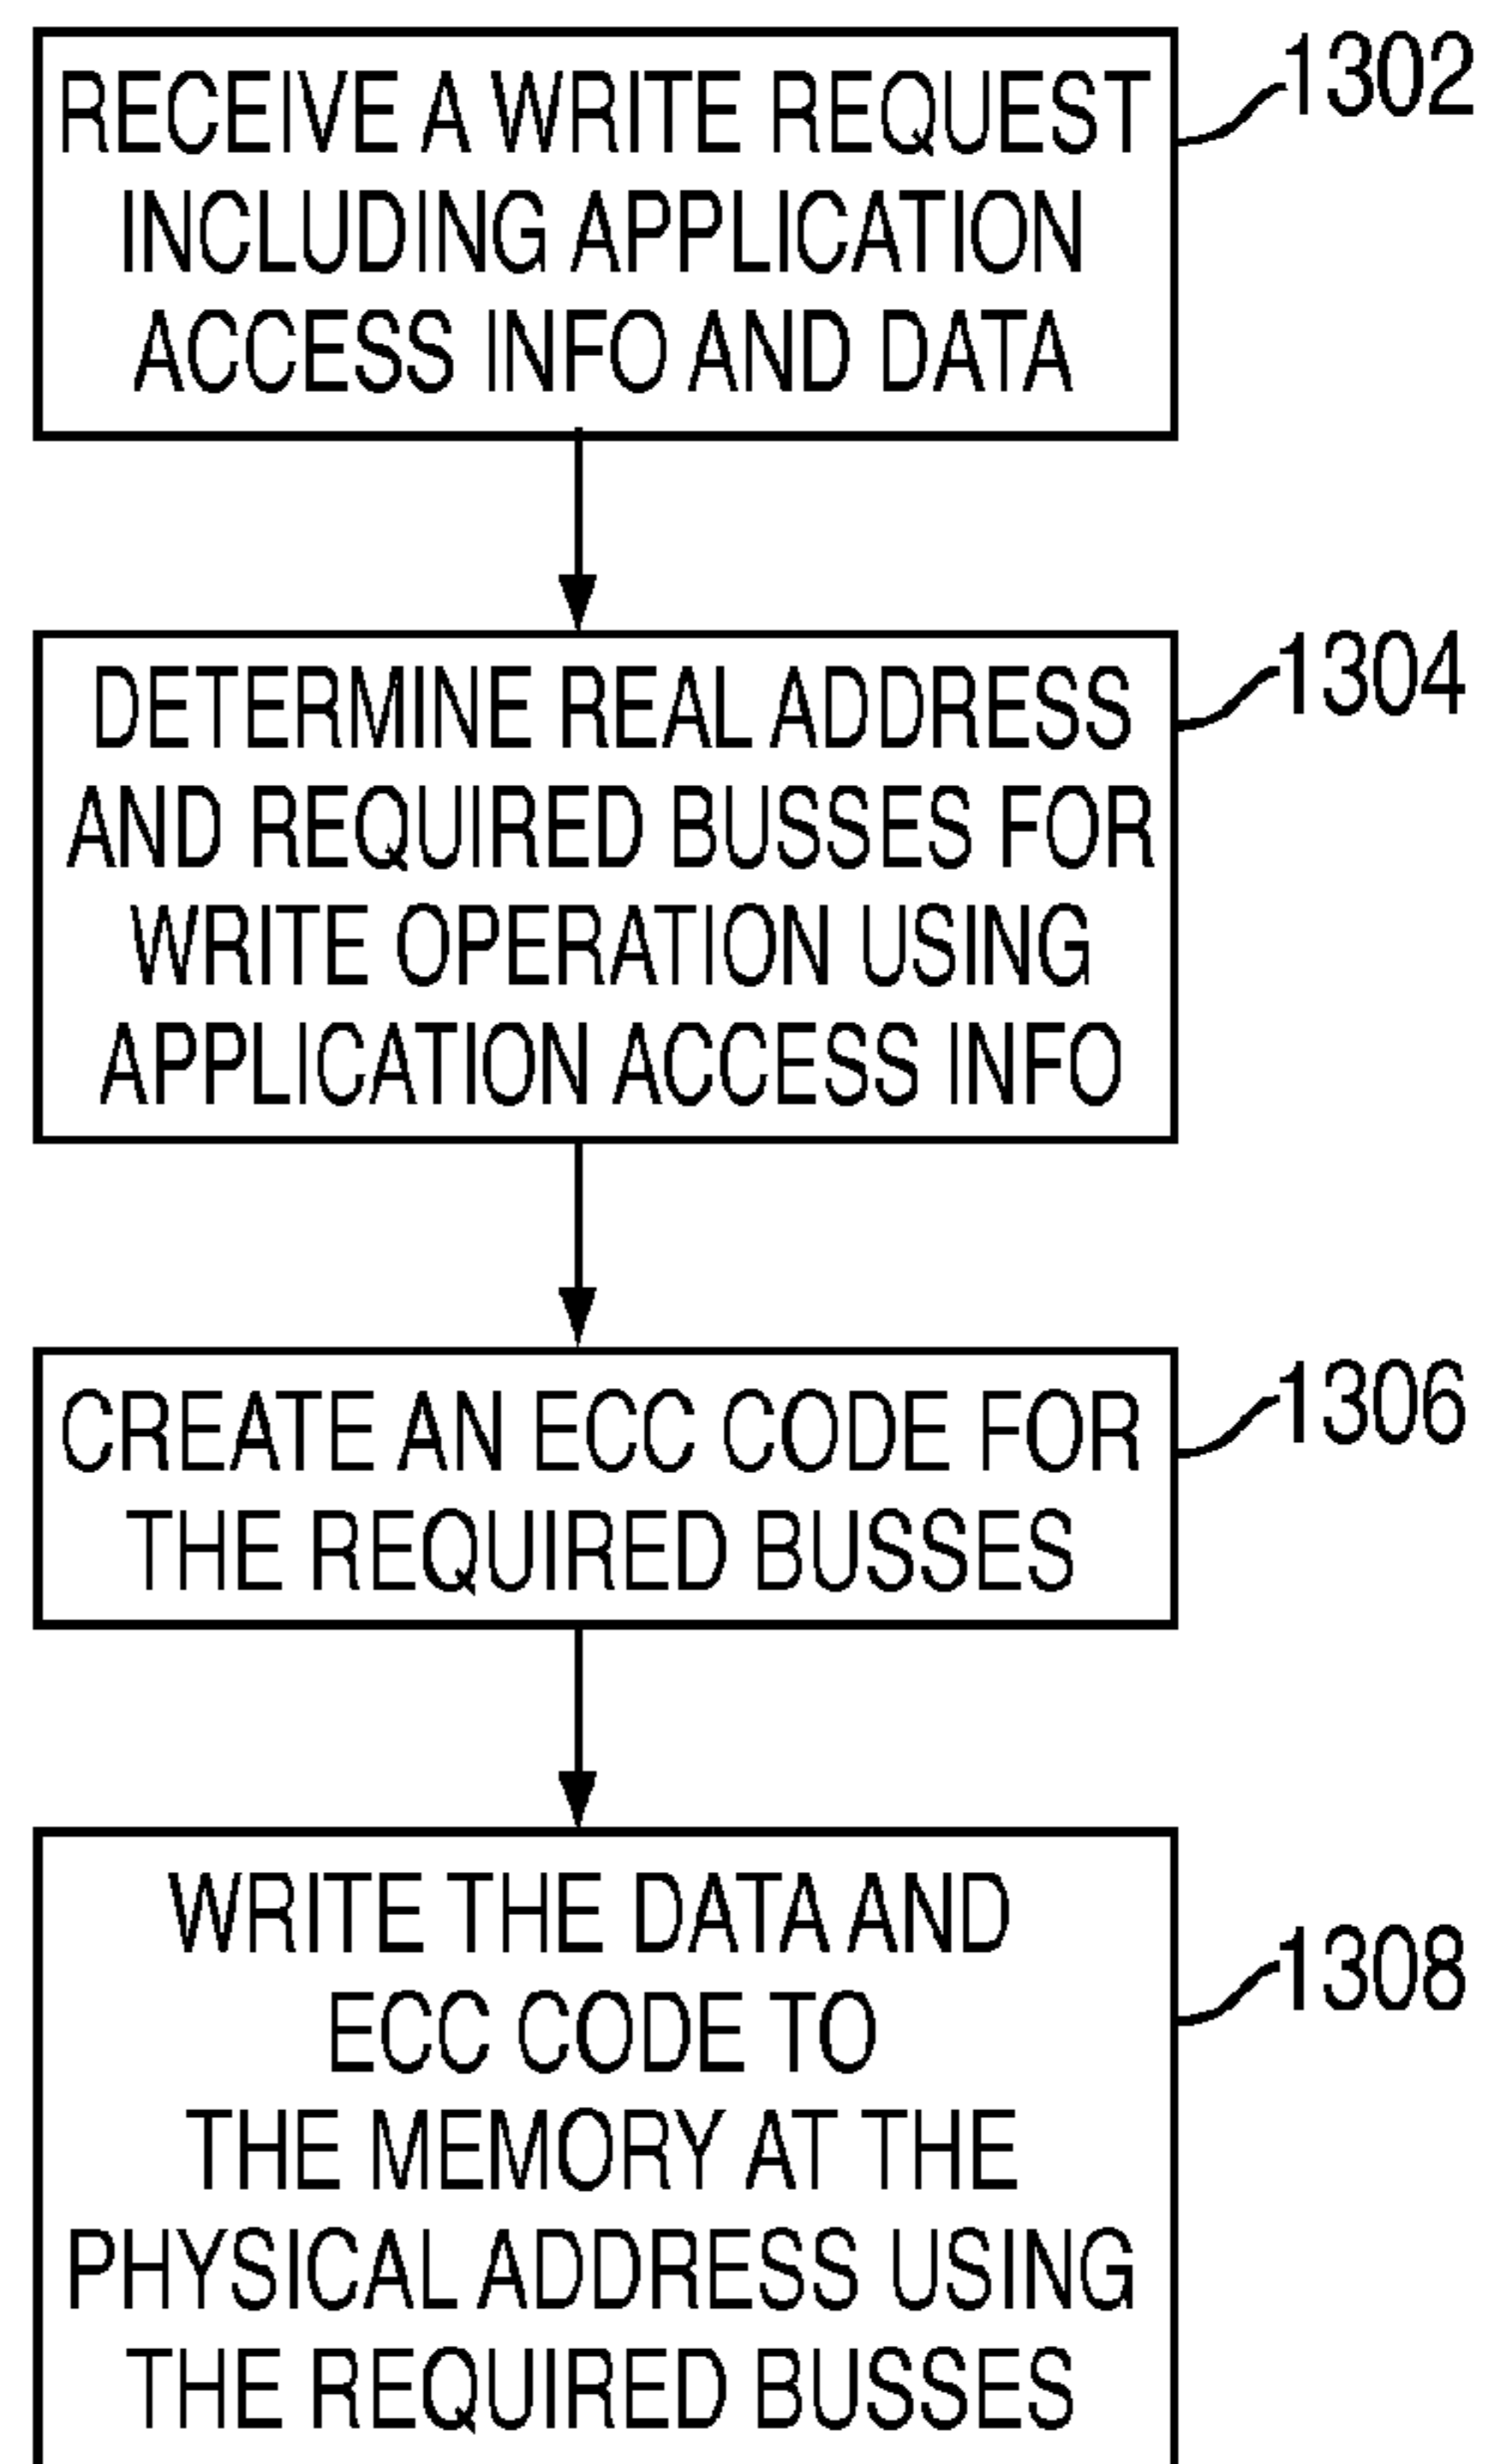 RECEIVE A WRITE REQUEST
INCLUDING APPLICATION
ACCESS INFO AND DATA
1302
DETERMINE REAL ADDRESS
AND REQUIRED BUSSES FOR
WRITE OPERATION USING
APPLICATION ACCESS INFO
1304
CREATE AN ECC CODE FOR
THE REQUIRED BUSSES
1306
WRITE THE DATA AND
ECC CODE TO
THE MEMORY AT THE
PHYSICAL ADDRESS USING
THE REQUIRED BUSSES
1308